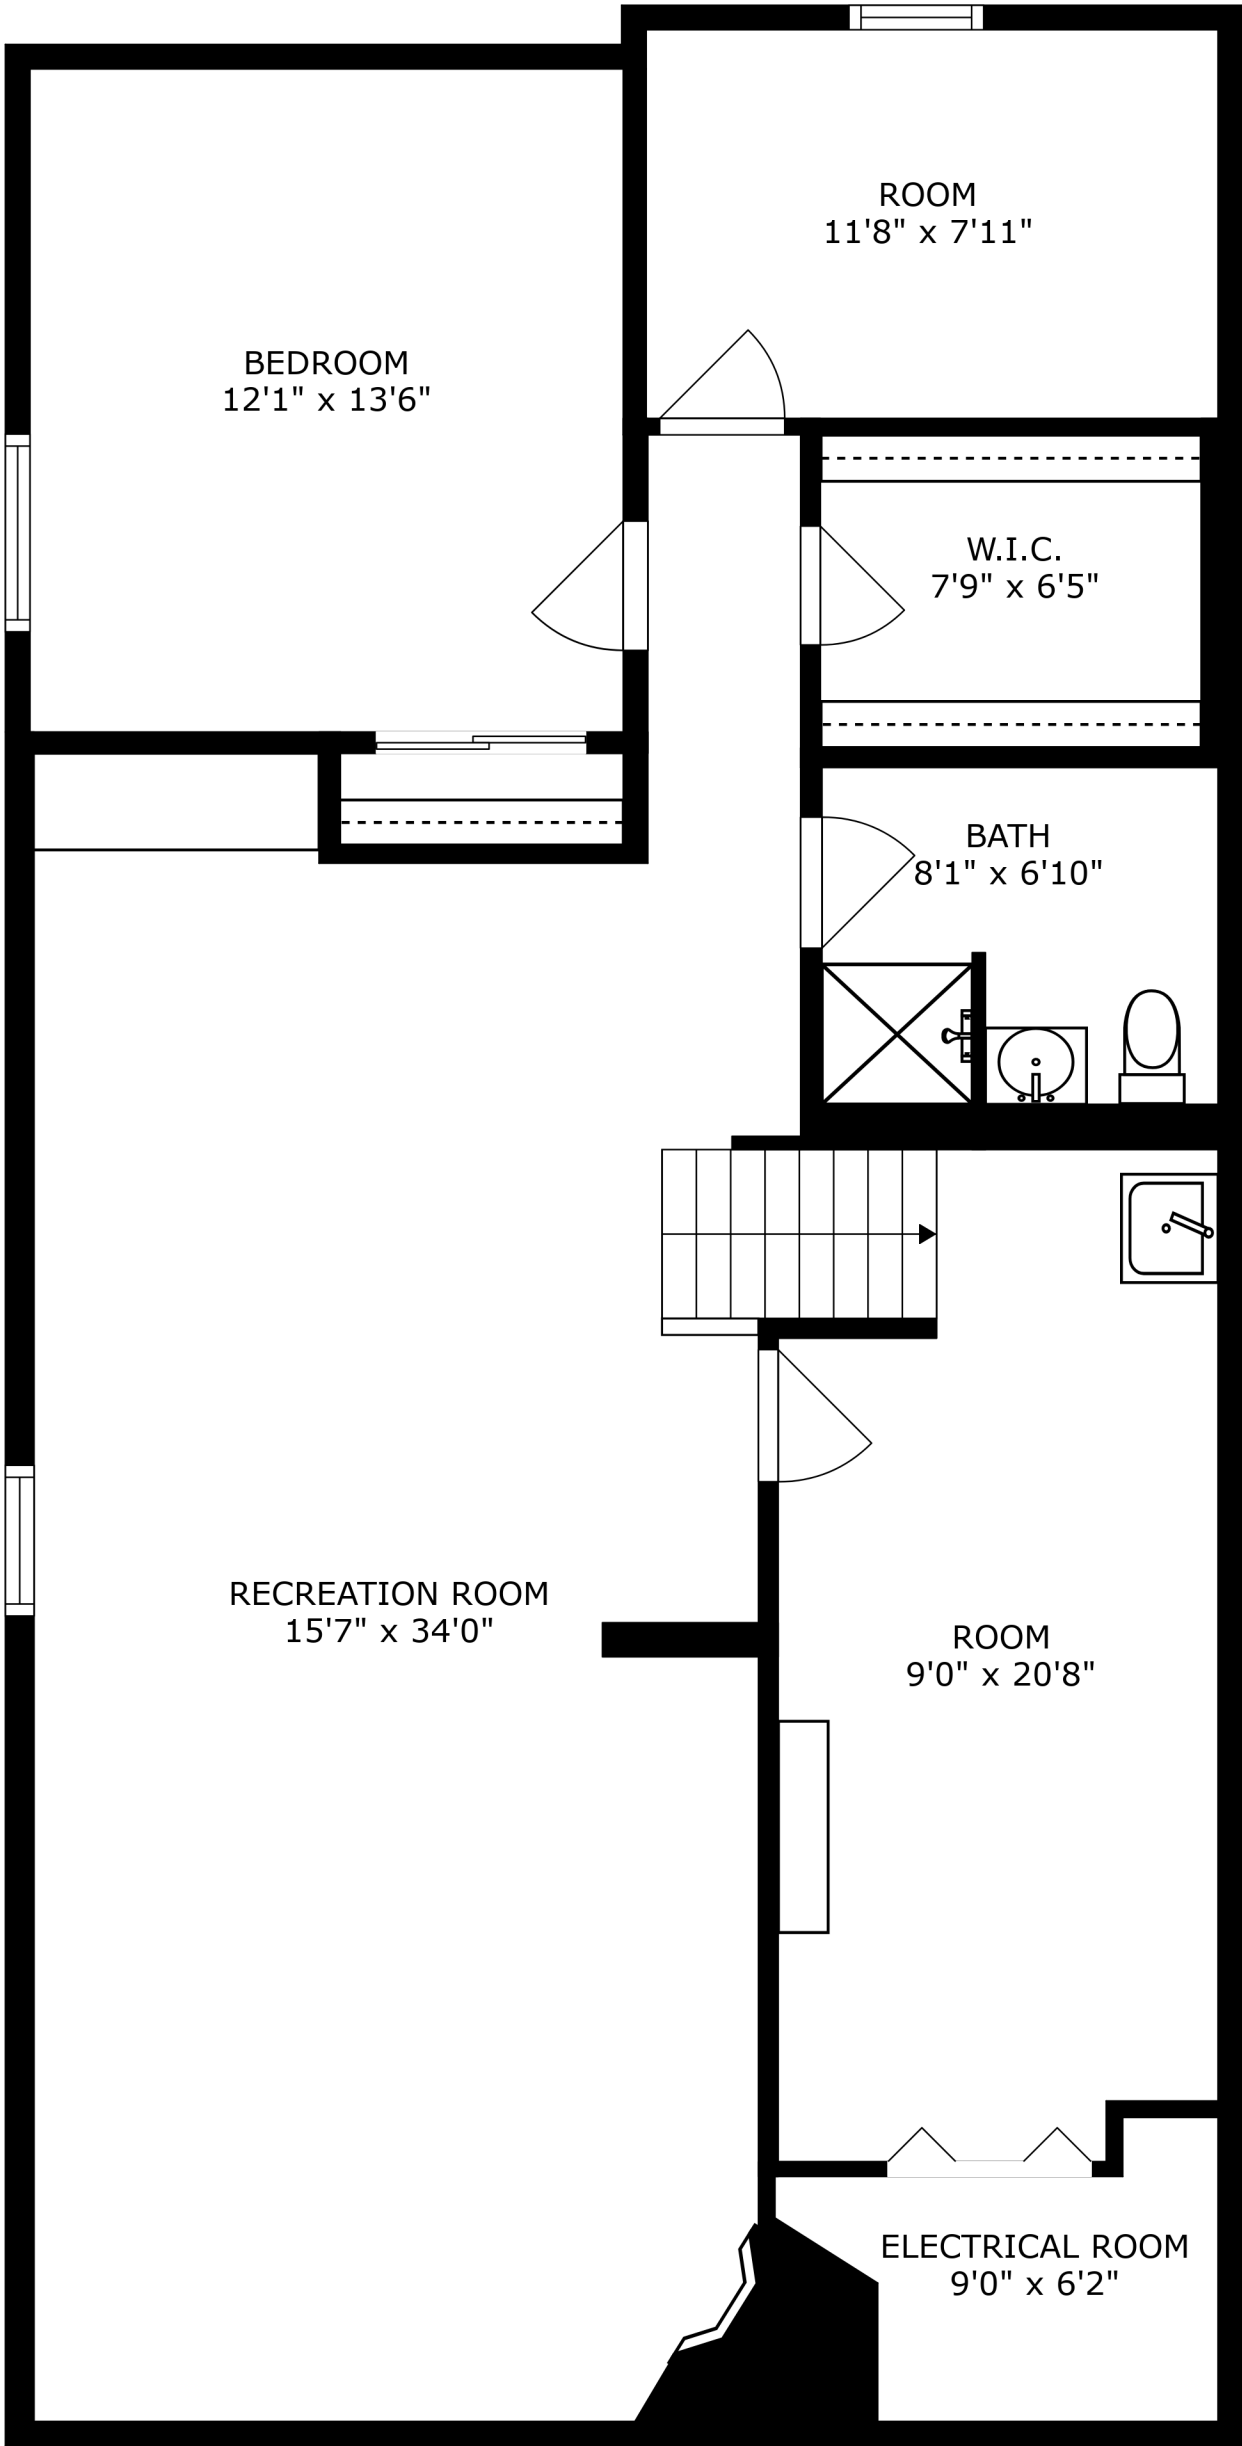 ROOM
11'8" x 7'11"
BEDROOM
12'1" x 13'6"
W.I.C.
7'9" x 6'5"
BATH
8'1" x 6'10"
RECREATION ROOM
15'7" x 34'0"
ROOM
9'0" x 20'8"
ELECTRICAL ROOM
9'0" x 6'2"